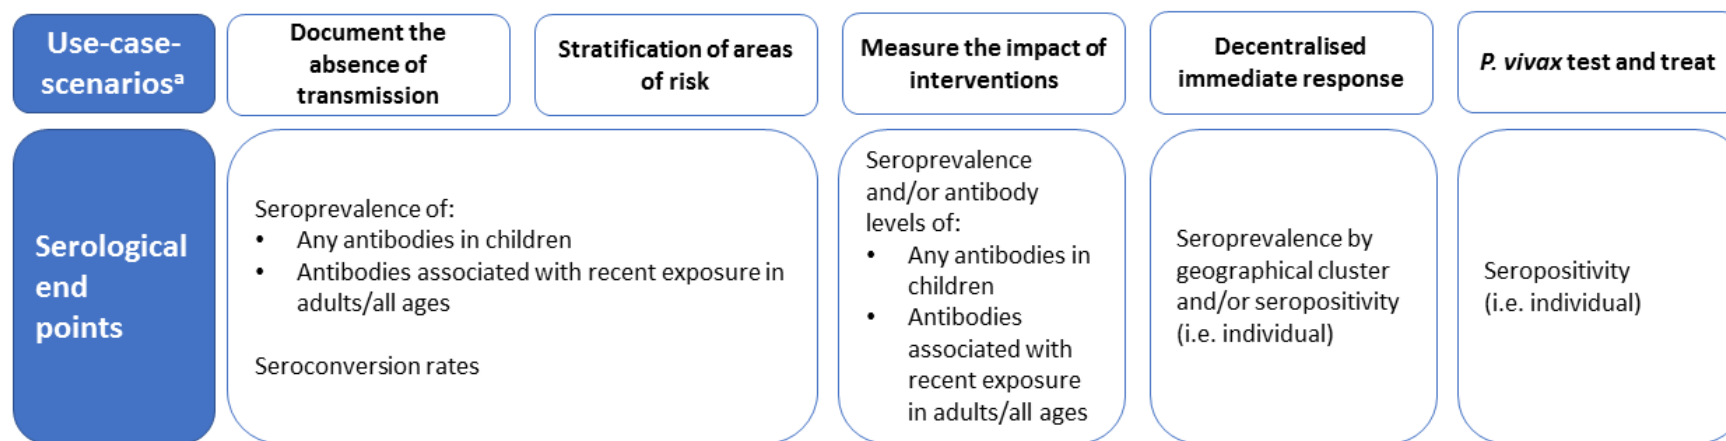 Use-case-
scenariosª
Document the
absence of
transmission
Stratification of areas
of risk
Measure the impact of
interventions
Decentralised
immediate response
P. vivax test and treat
Serological
end
points
Seroprevalence of:
• Any antibodies in children
• Antibodies associated with recent exposure in
adults/all ages
Seroconversion rates
Seroprevalence
and/or antibody
levels of:
• Any antibodies in
children
• Antibodies
associated with
recent exposure
in adults/all ages
Seroprevalence by
geographical cluster
and/or seropositivity
(i.e. individual)
Seropositivity
(i.e. individual)